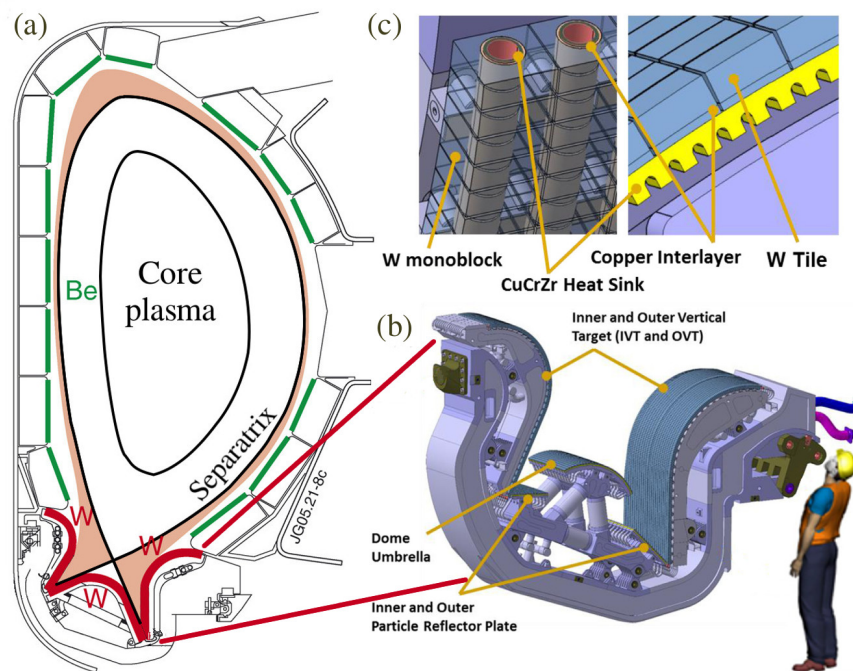 (a)
Be
Core
plasma
Separatrix
JG05.21-8c
W
W
W
(c)
W monoblock
Copper Interlayer
W Tile
CuCrZr Heat Sink
(b)
Inner and Outer Vertical
Target (IVT and OVT)
Dome
Umbrella
Inner and Outer
Particle Reflector Plate